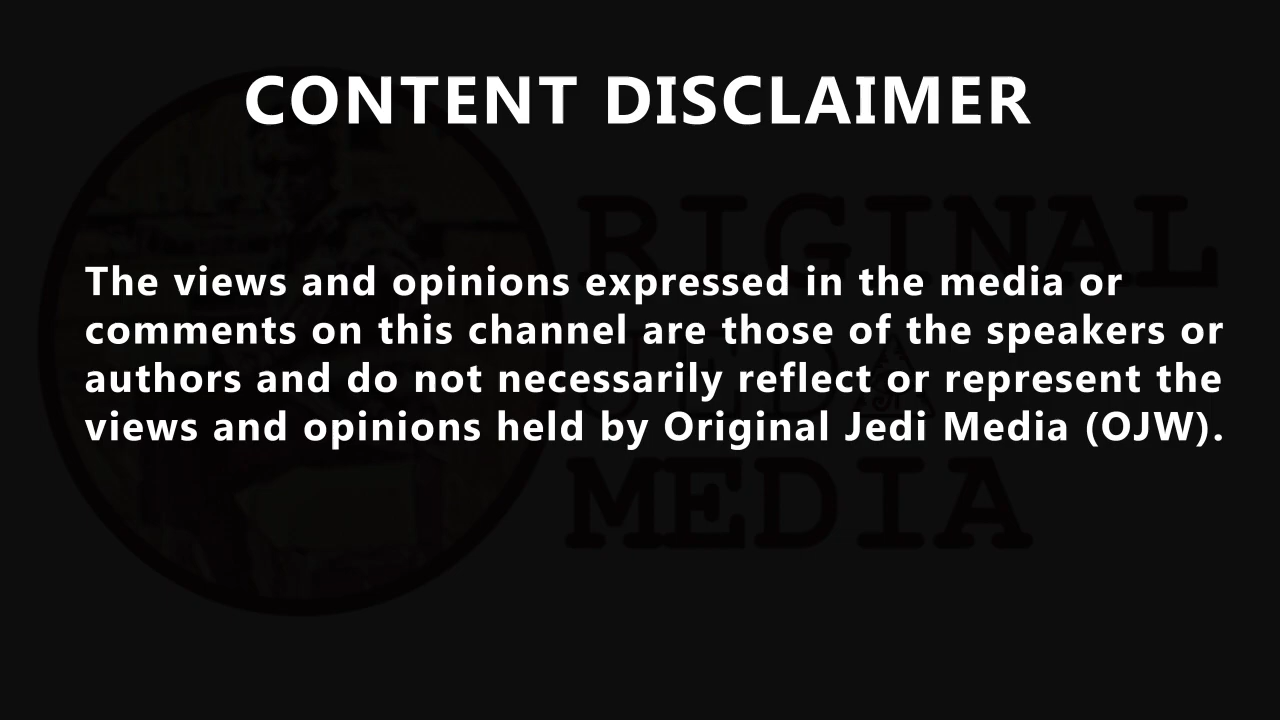 CONTENT DISCLAIMER
RIGINAL
The views and opinions expressed in the media or
comments on this channel are those of the speakers or
authors and do not necessarily reflect or represent the
views and opinions held by Original Jedi Media (OJW).
MEDIA